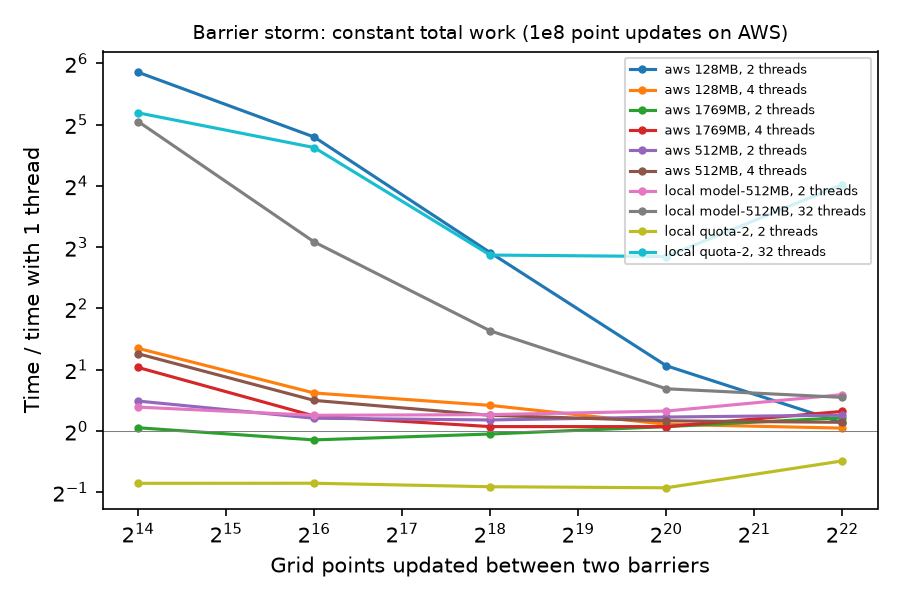 Barrier storm: constant total work (1e8 point updates on AWS)
2^6
2^5
2^4
2^3
2^2
2^1
2^0
2^−1
Time / time with 1 thread
aws 128MB, 2 threads
aws 128MB, 4 threads
aws 1769MB, 2 threads
aws 1769MB, 4 threads
aws 512MB, 2 threads
aws 512MB, 4 threads
local model-512MB, 2 threads
local model-512MB, 32 threads
local quota-2, 2 threads
local quota-2, 32 threads
2^14 2^15 2^16 2^17 2^18 2^19 2^20 2^21 2^22
Grid points updated between two barriers